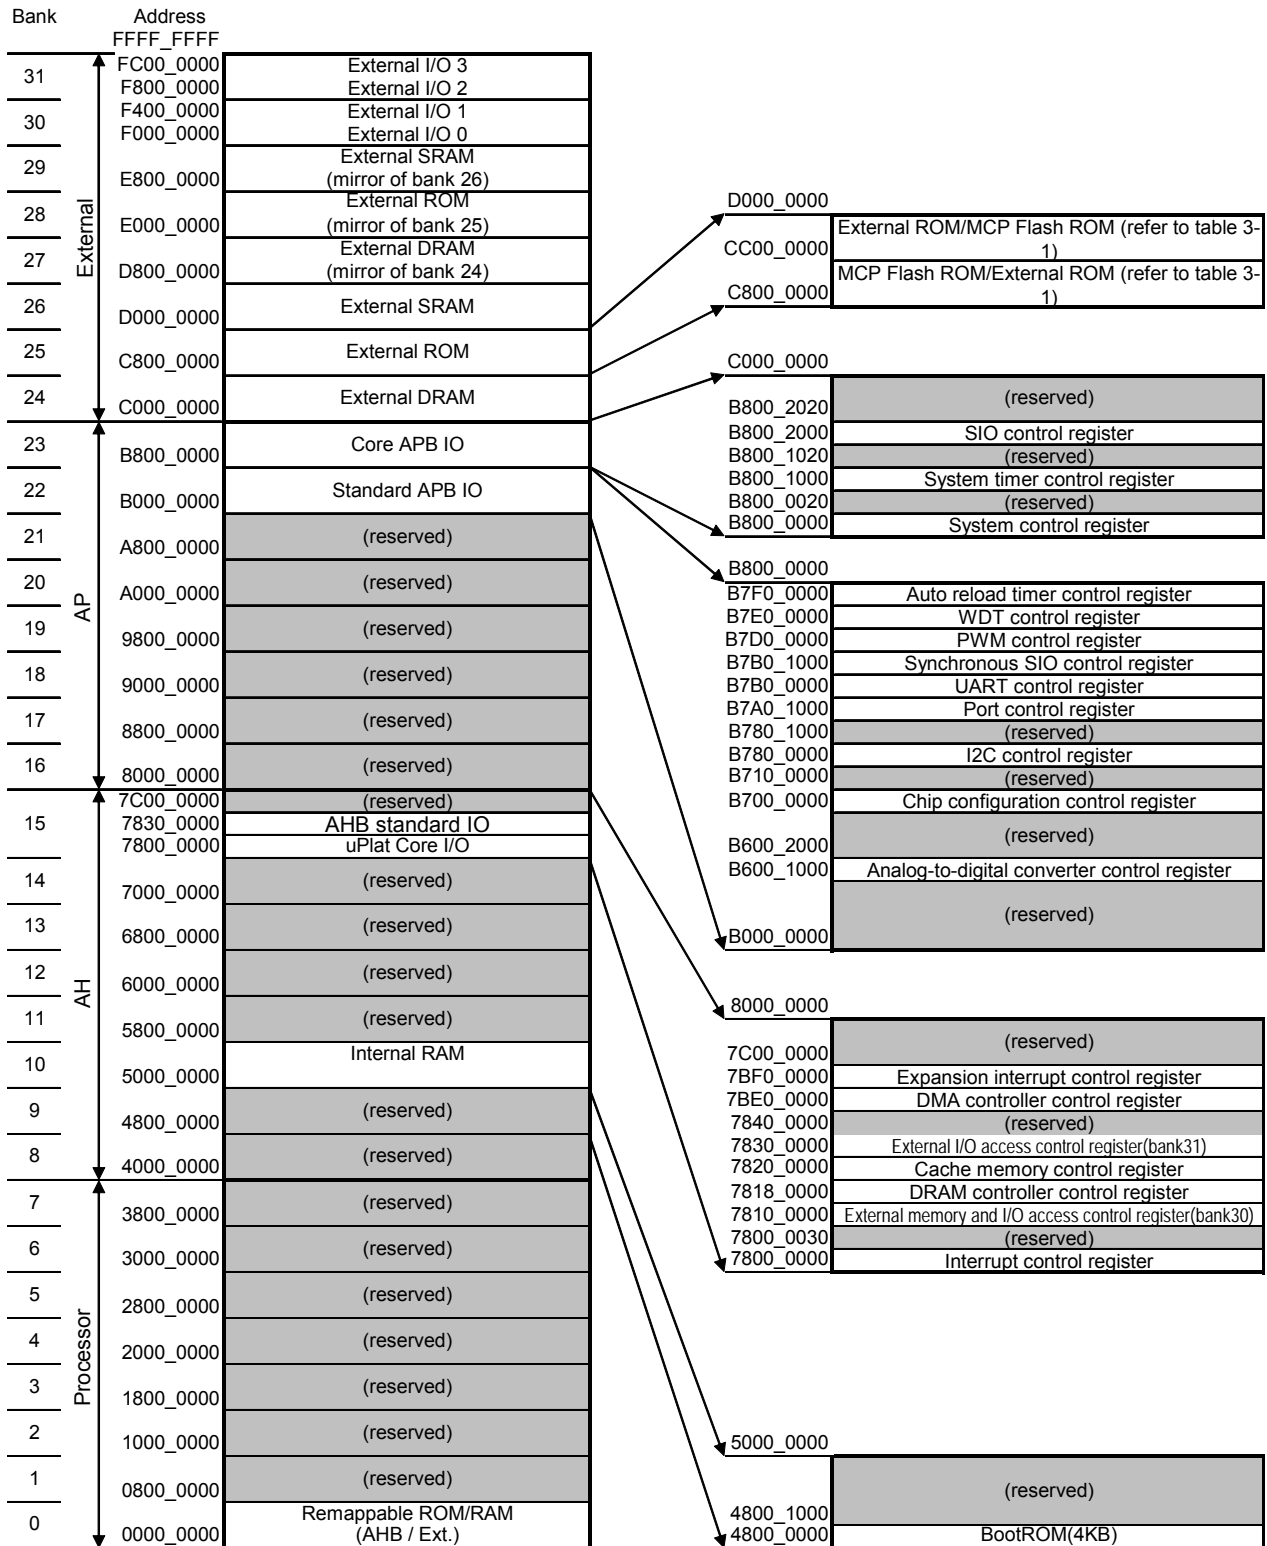 Bank Address
FFFF_FFFF
31 FC00_0000 External I/O 3
F800_0000 External I/O 2
30 F400_0000 External I/O 1
F000_0000 External I/O 0
29 E800_0000 External SRAM
(mirror of bank 26)
28 E000_0000 External ROM
(mirror of bank 25)
27 D800_0000 External DRAM
(mirror of bank 24)
26 D000_0000 External SRAM
25 C800_0000 External ROM
24 C000_0000 External DRAM
External
23 B800_0000 Core APB IO
22 B000_0000 Standard APB IO
21 A800_0000 (reserved)
20 A000_0000 (reserved)
19 9800_0000 (reserved)
18 9000_0000 (reserved)
17 8800_0000 (reserved)
16 8000_0000 (reserved)
AP
15 7C00_0000 (reserved)
7830_0000 AHB standard IO
7800_0000 uPlat Core I/O
14 7000_0000 (reserved)
13 6800_0000 (reserved)
12 6000_0000 (reserved)
11 5800_0000 (reserved)
10 5000_0000 Internal RAM
9 4800_0000 (reserved)
8 4000_0000 (reserved)
AH
7 3800_0000 (reserved)
6 3000_0000 (reserved)
5 2800_0000 (reserved)
4 2000_0000 (reserved)
3 1800_0000 (reserved)
2 1000_0000 (reserved)
1 0800_0000 (reserved)
0 0000_0000 Remappable ROM/RAM
(AHB / Ext.)
Processor
D000_0000
CC00_0000 External ROM/MCP Flash ROM (refer to table 3-
1)
C800_0000 MCP Flash ROM/External ROM (refer to table 3-
1)
C000_0000
B800_2020 (reserved)
B800_2000 SIO control register
B800_1020 (reserved)
B800_1000 System timer control register
B800_0020 (reserved)
B800_0000 System control register
B800_0000
B7F0_0000 Auto reload timer control register
B7E0_0000 WDT control register
B7D0_0000 PWM control register
B7B0_1000 Synchronous SIO control register
B7B0_0000 UART control register
B7A0_1000 Port control register
B780_1000 (reserved)
B780_0000 I2C control register
B710_0000 (reserved)
B700_0000 Chip configuration control register
B600_2000 (reserved)
B600_1000 Analog-to-digital converter control register
B000_0000 (reserved)
8000_0000
7C00_0000 (reserved)
7BF0_0000 Expansion interrupt control register
7BE0_0000 DMA controller control register
7840_0000 (reserved)
7830_0000 External I/O access control register(bank31)
7820_0000 Cache memory control register
7818_0000 DRAM controller control register
7810_0000 External memory and I/O access control register(bank30)
7800_0030 (reserved)
7800_0000 Interrupt control register
5000_0000
4800_1000 (reserved)
4800_0000 BootROM(4KB)